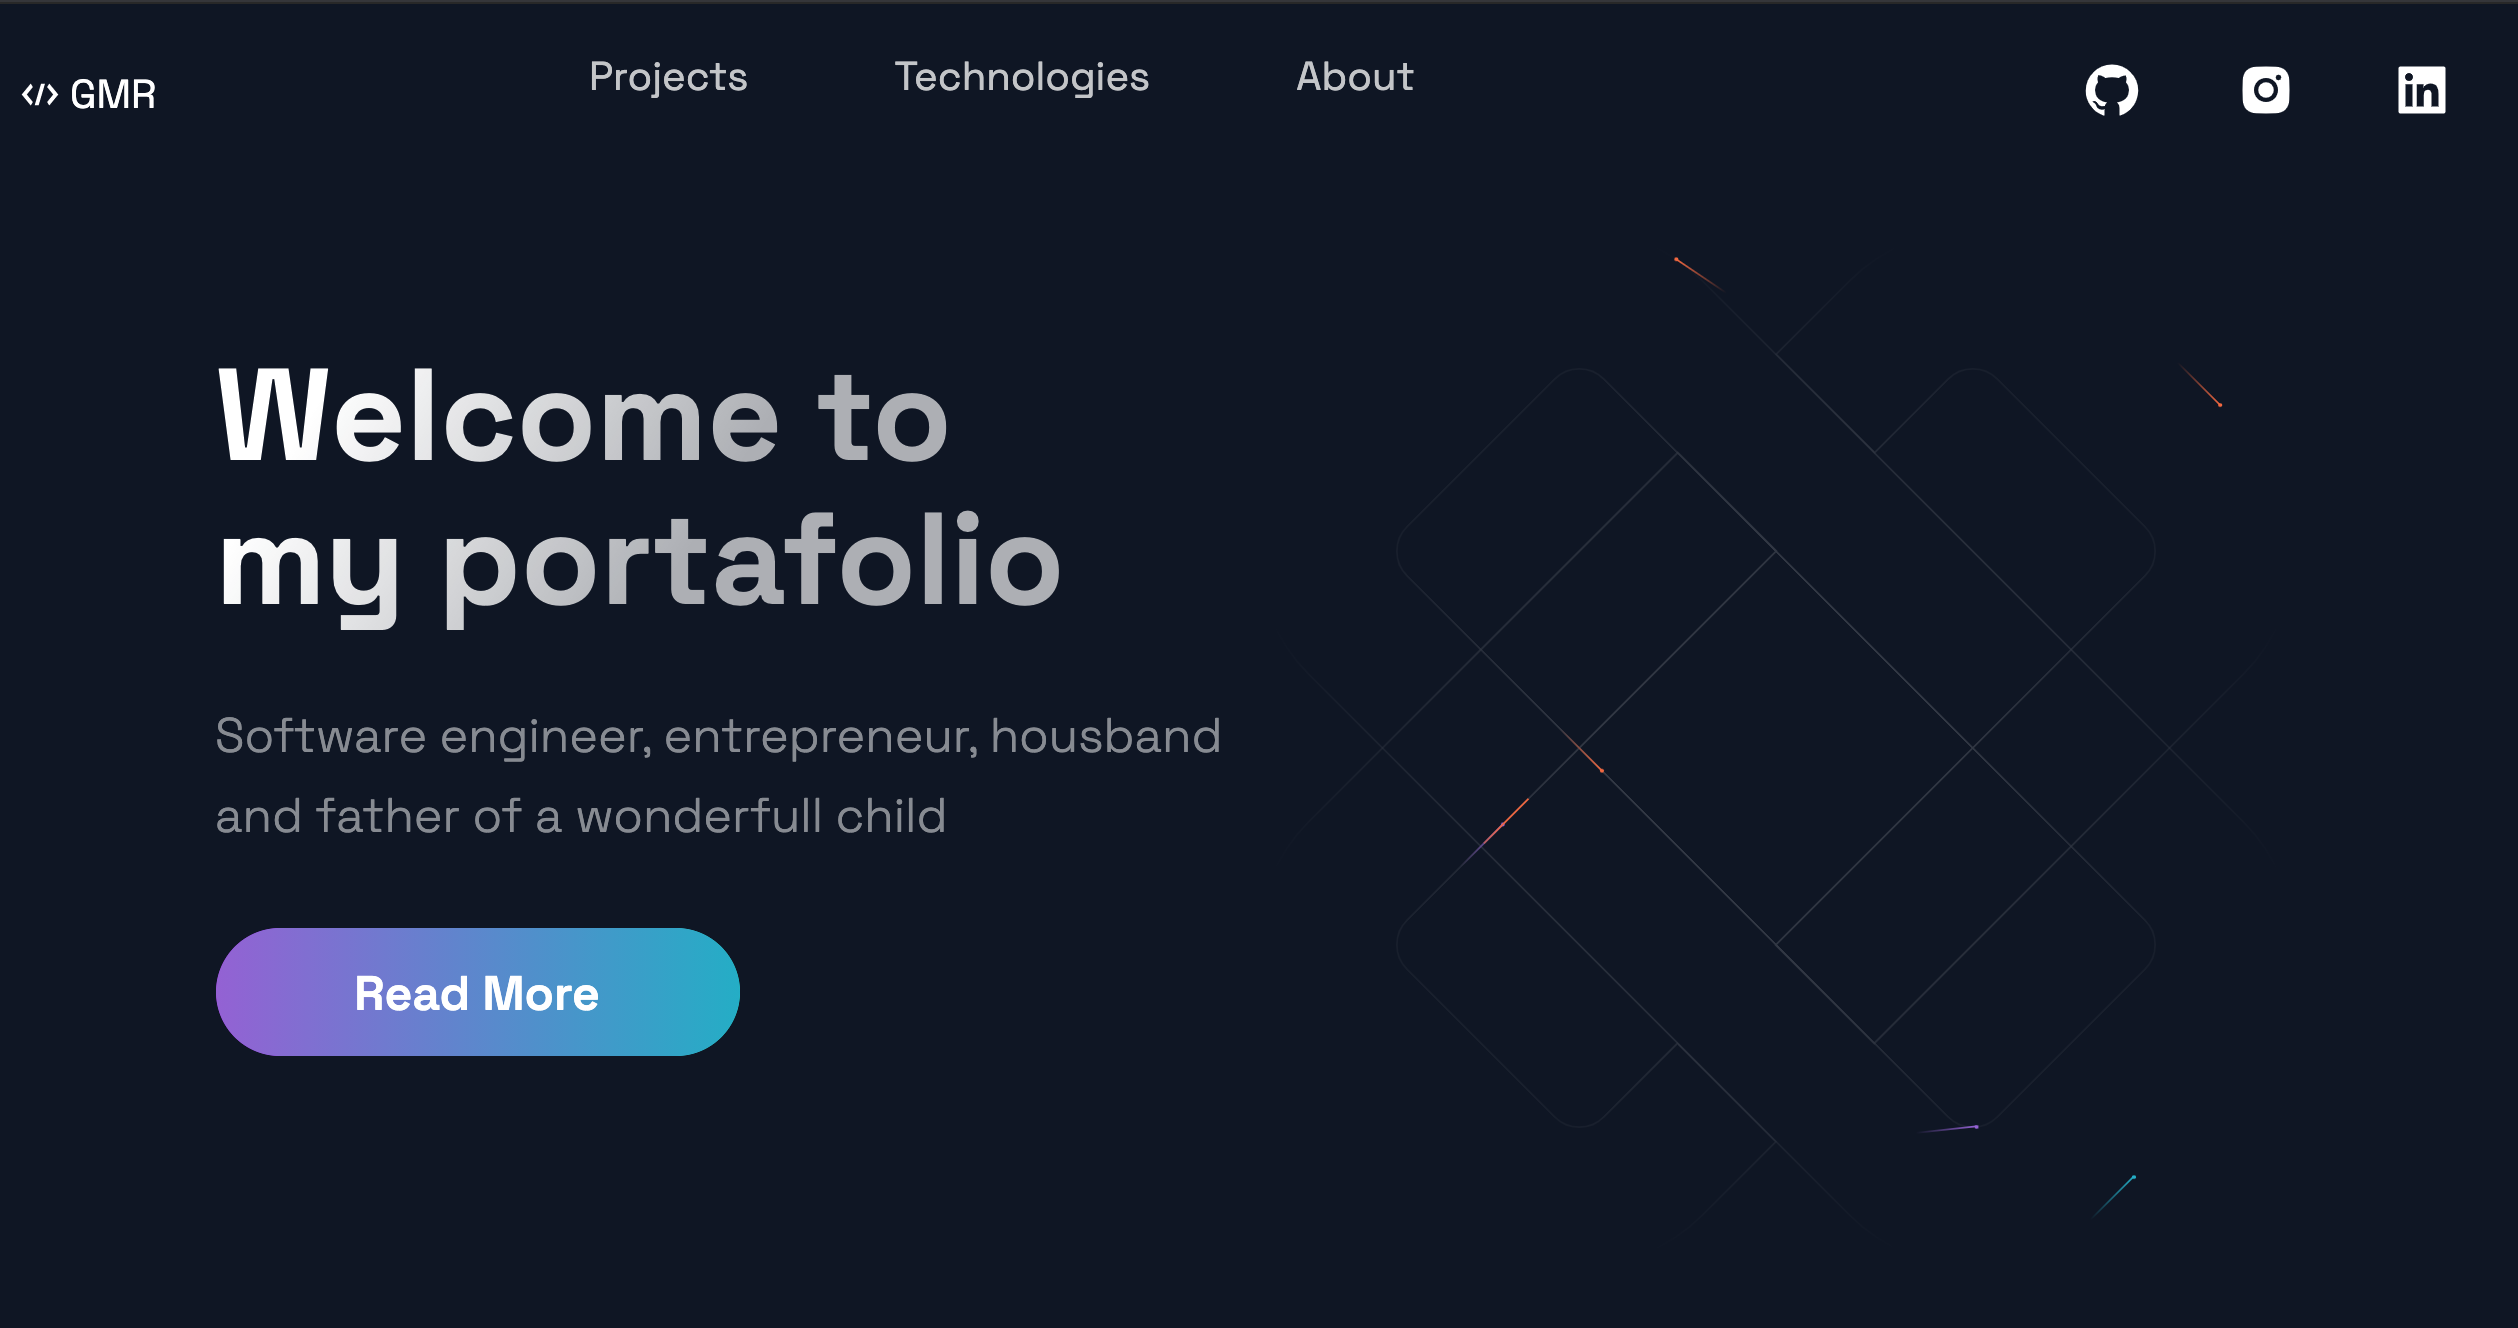 </> GMR
Projects
Technologies
About
Welcome to
my portafolio
Software engineer, entrepreneur, housband
and father of a wonderfull child
Read More